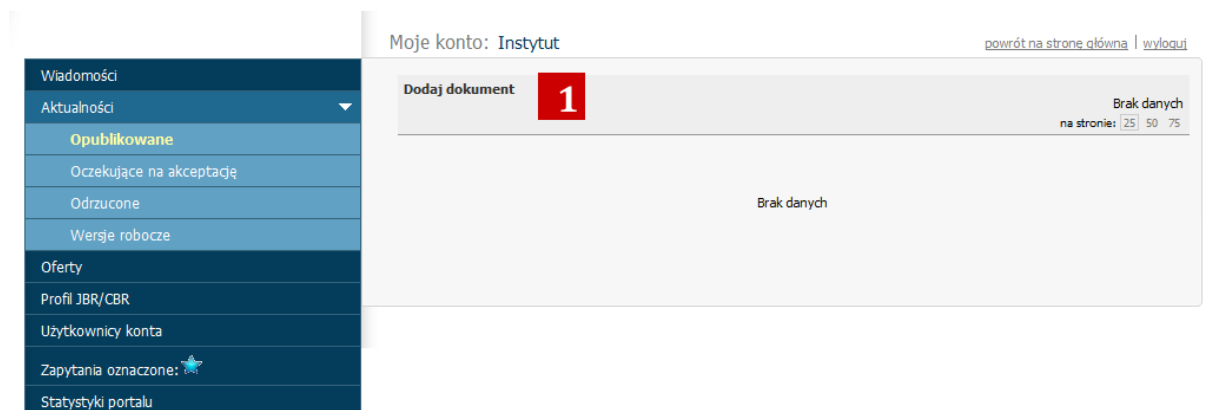 Moje konto: Instytut
powrót na stronę główną | wyloguj
Wiadomości
Aktualności
Opublikowane
Oczekujące na akceptację
Odrzucone
Wersje robocze
Oferty
Profil JBR/CBR
Użytkownicy konta
Zapytania oznaczone:
Statystyki portalu
Dodaj dokument
1
Brak danych
na stronie: 25 50 75
Brak danych